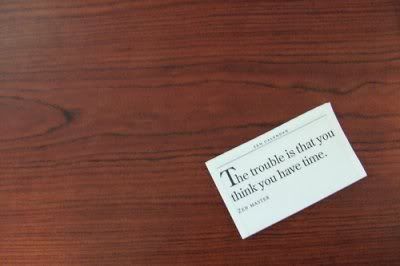 ZEN CALENDAR
The trouble is that you
think you have time.
ZEN MASTER